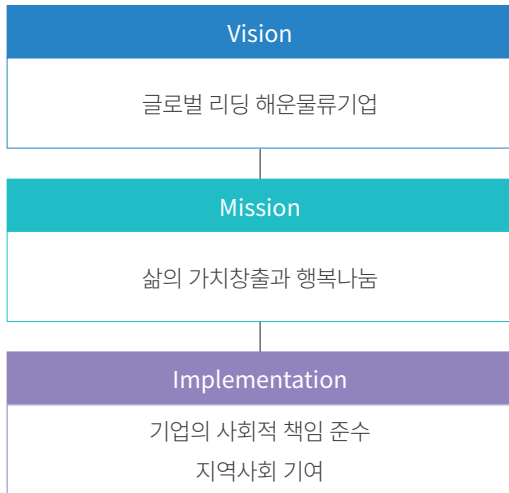 Vision
글로벌 리딩 해운물류기업
Mission
삶의 가치창출과 행복나눔
Implementation
기업의 사회적 책임 준수
지역사회 기여